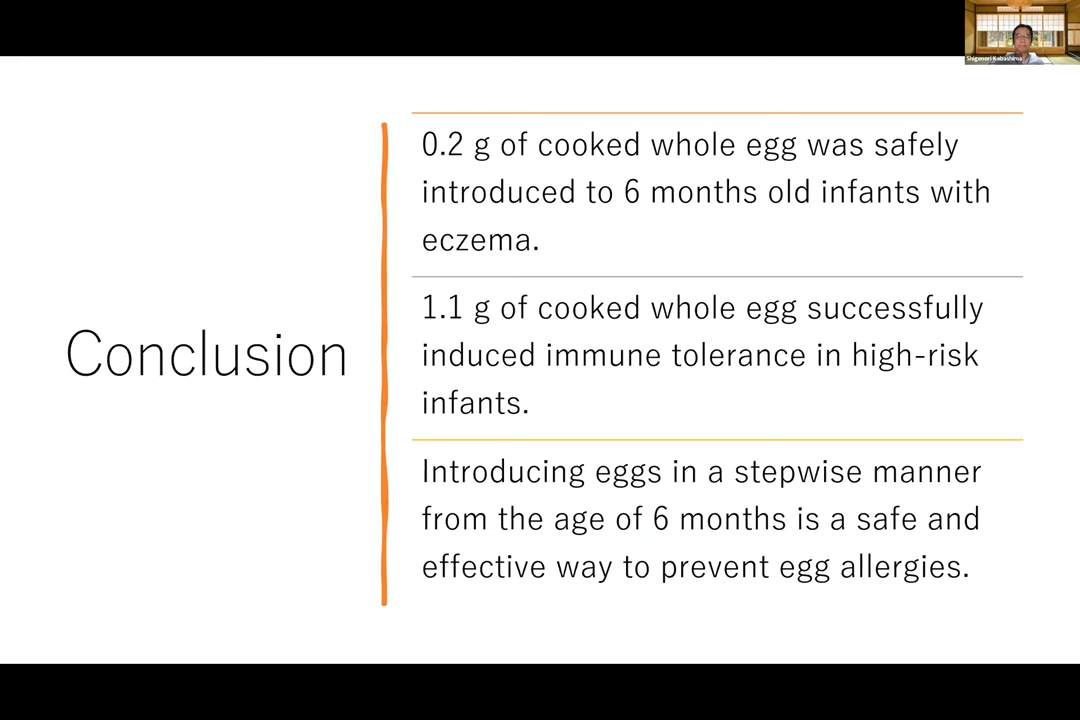 Shigenori Kabashima
0.2 g of cooked whole egg was safely
introduced to 6 months old infants with
eczema.
Conclusion
1.1 g of cooked whole egg successfully
induced immune tolerance in high-risk
infants.
Introducing eggs in a stepwise manner
from the age of 6 months is a safe and
effective way to prevent egg allergies.